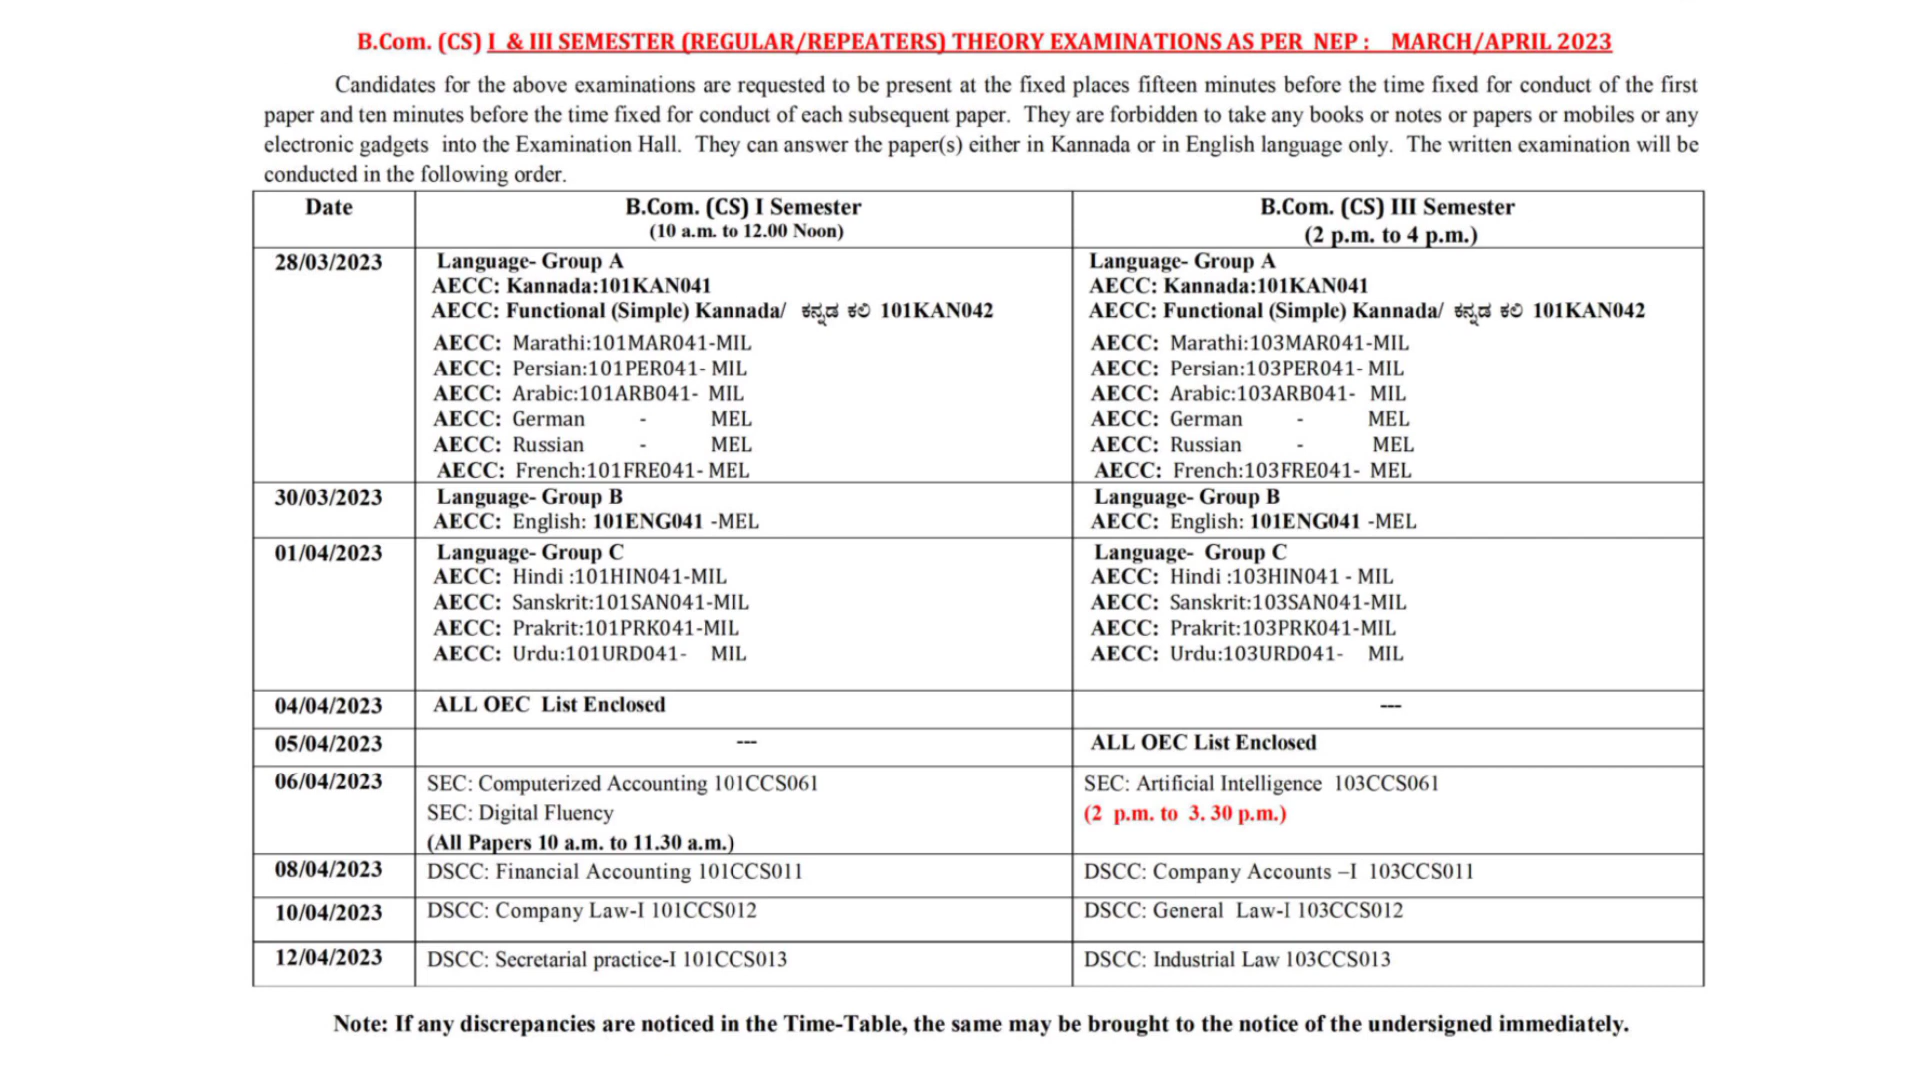 B.Com. (CS) I & III SEMESTER (REGULAR/REPEATERS) THEORY EXAMINATIONS AS PER NEP : MARCH/APRIL 2023
Candidates for the above examinations are requested to be present at the fixed places fifteen minutes before the time fixed for conduct of the first
paper and ten minutes before the time fixed for conduct of each subsequent paper. They are forbidden to take any books or notes or papers or mobiles or any
electronic gadgets into the Examination Hall. They can answer the paper(s) either in Kannada or in English language only. The written examination will be
conducted in the following order.
Date B.Com. (CS) I Semester B.Com. (CS) III Semester
(10 a.m. to 12.00 Noon) (2 p.m. to 4 p.m.)
28/03/2023 Language- Group A Language- Group A
AECC: Kannada:101KAN041 AECC: Kannada:101KAN041
AECC: Functional (Simple) Kannada/ ಕನ್ನಡ ಕಲಿ 101KAN042 AECC: Functional (Simple) Kannada/ ಕನ್ನಡ ಕಲಿ 101KAN042
AECC: Marathi:101MAR041-MIL AECC: Marathi:103MAR041-MIL
AECC: Persian:101PER041- MIL AECC: Persian:103PER041- MIL
AECC: Arabic:101ARB041- MIL AECC: Arabic:103ARB041- MIL
AECC: German - MEL AECC: German - MEL
AECC: Russian - MEL AECC: Russian - MEL
AECC: French:101FRE041- MEL AECC: French:103FRE041- MEL
30/03/2023 Language- Group B Language- Group B
AECC: English: 101ENG041 -MEL AECC: English: 101ENG041 -MEL
01/04/2023 Language- Group C Language- Group C
AECC: Hindi :101HIN041-MIL AECC: Hindi :103HIN041 - MIL
AECC: Sanskrit:101SAN041-MIL AECC: Sanskrit:103SAN041-MIL
AECC: Prakrit:101PRK041-MIL AECC: Prakrit:103PRK041-MIL
AECC: Urdu:101URD041- MIL AECC: Urdu:103URD041- MIL
04/04/2023 ALL OEC List Enclosed ---
05/04/2023 --- ALL OEC List Enclosed
06/04/2023 SEC: Computerized Accounting 101CCS061 SEC: Artificial Intelligence 103CCS061
SEC: Digital Fluency (2 p.m. to 3. 30 p.m.)
(All Papers 10 a.m. to 11.30 a.m.)
08/04/2023 DSCC: Financial Accounting 101CCS011 DSCC: Company Accounts –I 103CCS011
10/04/2023 DSCC: Company Law-I 101CCS012 DSCC: General Law-I 103CCS012
12/04/2023 DSCC: Secretarial practice-I 101CCS013 DSCC: Industrial Law 103CCS013
Note: If any discrepancies are noticed in the Time-Table, the same may be brought to the notice of the undersigned immediately.